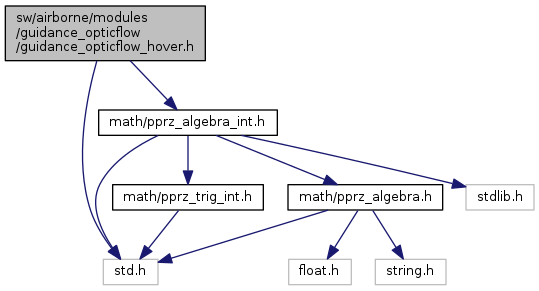 sw/airborne/modules
/guidance_opticflow
/guidance_opticflow_hover.h
math/pprz_algebra_int.h
math/pprz_trig_int.h
math/pprz_algebra.h
stdlib.h
std.h
float.h
string.h